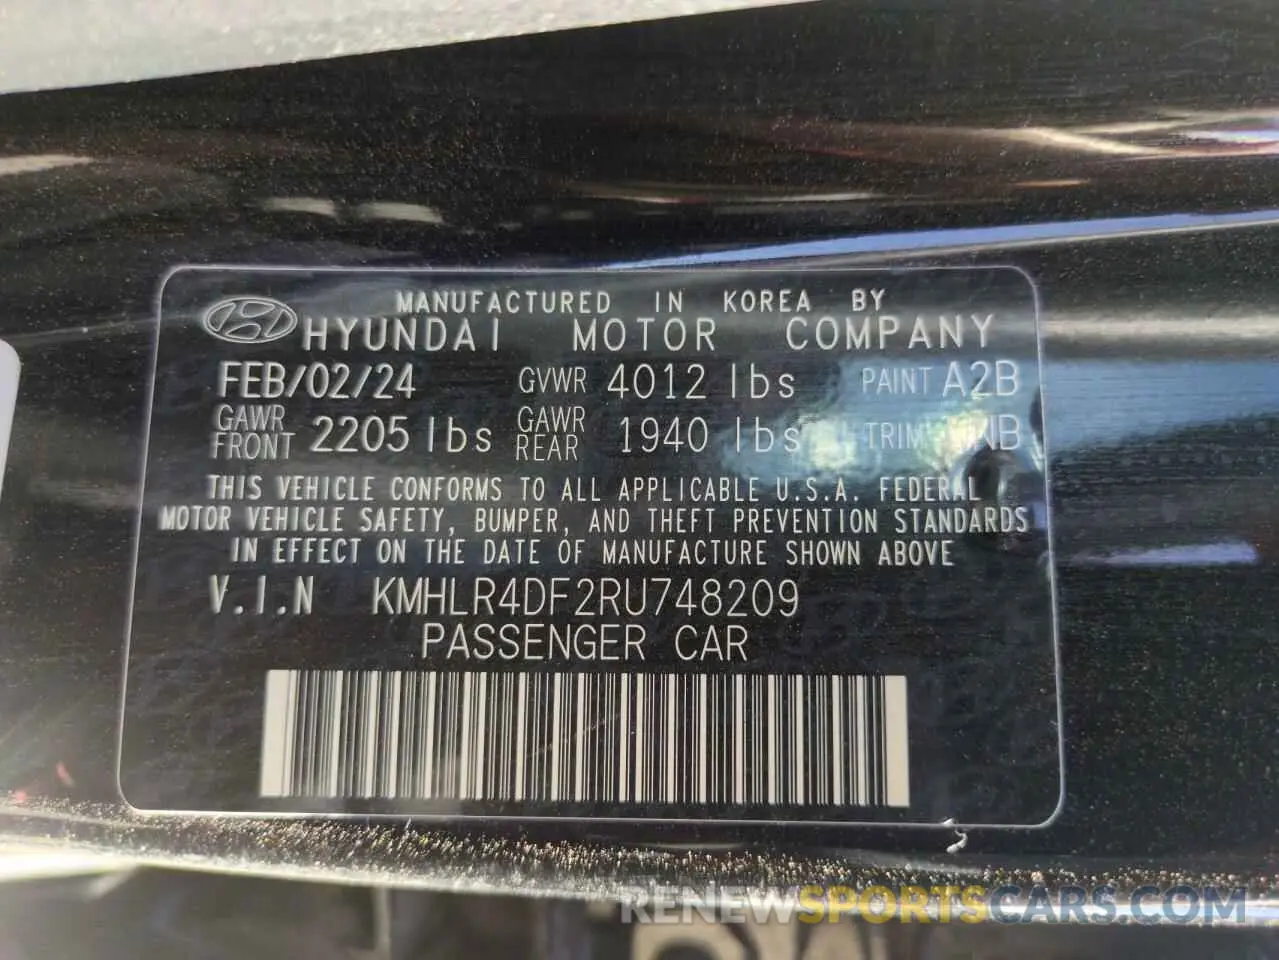 MANUFACTURED IN KOREA BY
HYUNDAI MOTOR COMPANY
FEB/02/24 GVWR 4012 lbs PAINT A2B
GAWR FRONT 2205 lbs GAWR REAR 1940 lbs TRIM
THIS VEHICLE CONFORMS TO ALL APPLICABLE U.S.A. FEDERAL
MOTOR VEHICLE SAFETY, BUMPER, AND THEFT PREVENTION STANDARDS
IN EFFECT ON THE DATE OF MANUFACTURE SHOWN ABOVE
V.I.N KMHLR4DF2RU748209
PASSENGER CAR
RENEWSPORTSCARS.COM